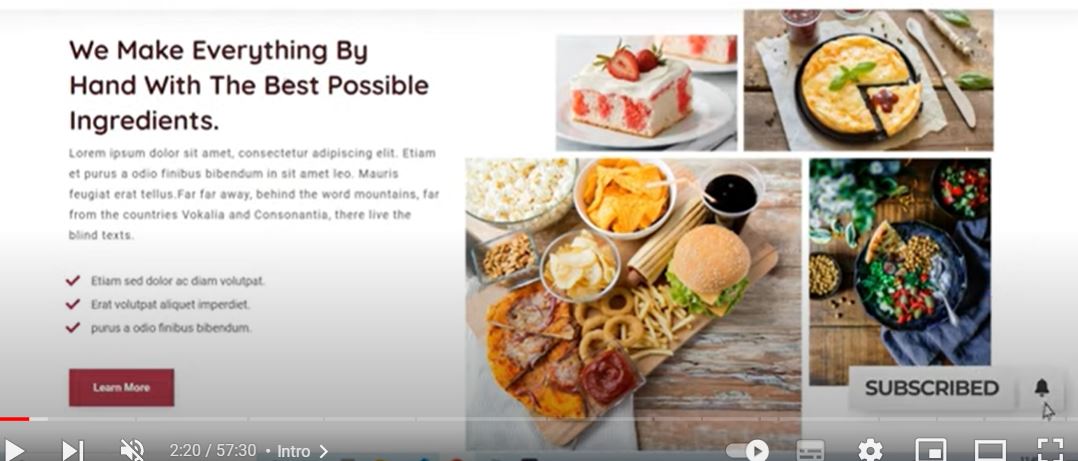 We Make Everything By
Hand With The Best Possible
Ingredients.
Lorem ipsum dolor sit amet, consectetur adipiscing elit. Etiam
et purus a odio finibus bibendum in sit amet leo. Mauris
feugiat erat tellus.Far far away, behind the word mountains, far
from the countries Vokalia and Consonantia, there live the
blind texts.
Etiam sed dolor ac diam volutpat.
Erat volutpat aliquet imperdiet.
purus a odio finibus bibendum.
Learn More
SUBSCRIBED
2:20 / 57:30 • Intro